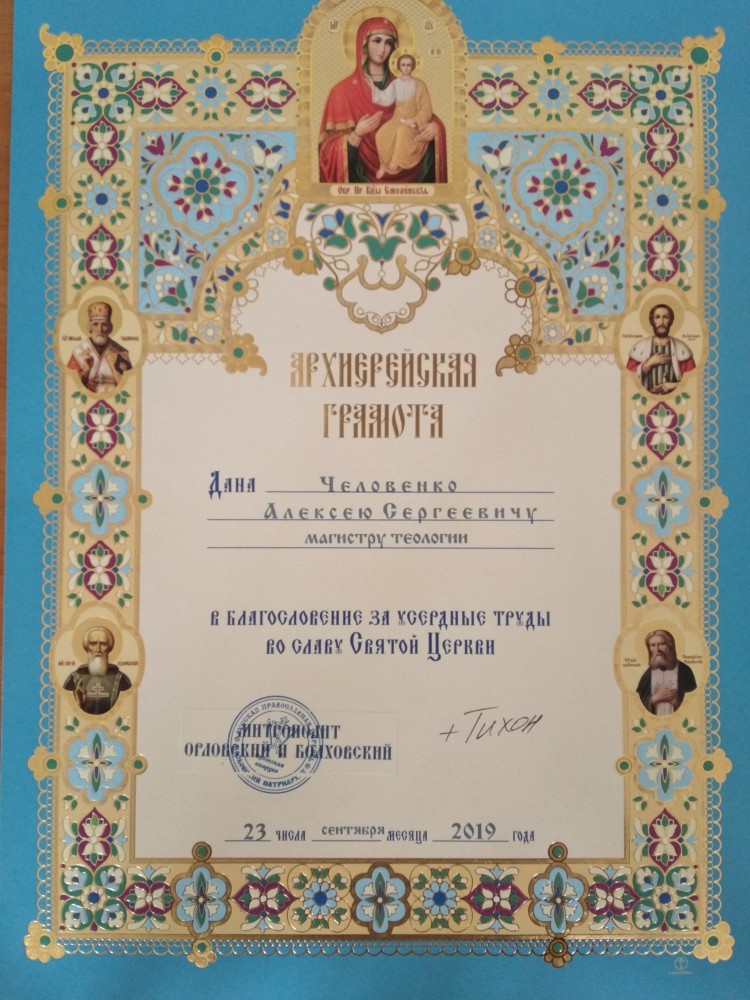 Обр Пр Бцы Смоленскїѧ
АРХИЕРЕЙСКАЯ
ГРАМОТА
Дана Человенко
Алексею Сергеевичу
магистру теологии
в благословение за усердные труды
во славу Святой Церкви
митрополит
орловский и болховский
+ Тихон
23 числа сентября месяца 2019 года